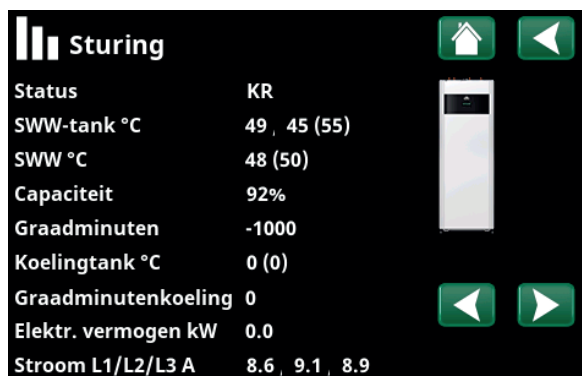 Sturing
Status KR
SWW-tank °C 49 , 45 (55)
SWW °C 48 (50)
Capaciteit 92%
Graadminuten -1000
Koelingtank °C 0 (0)
Graadminutenkoeling 0
Elektr. vermogen kW 0.0
Stroom L1/L2/L3 A 8.6 , 9.1 , 8.9